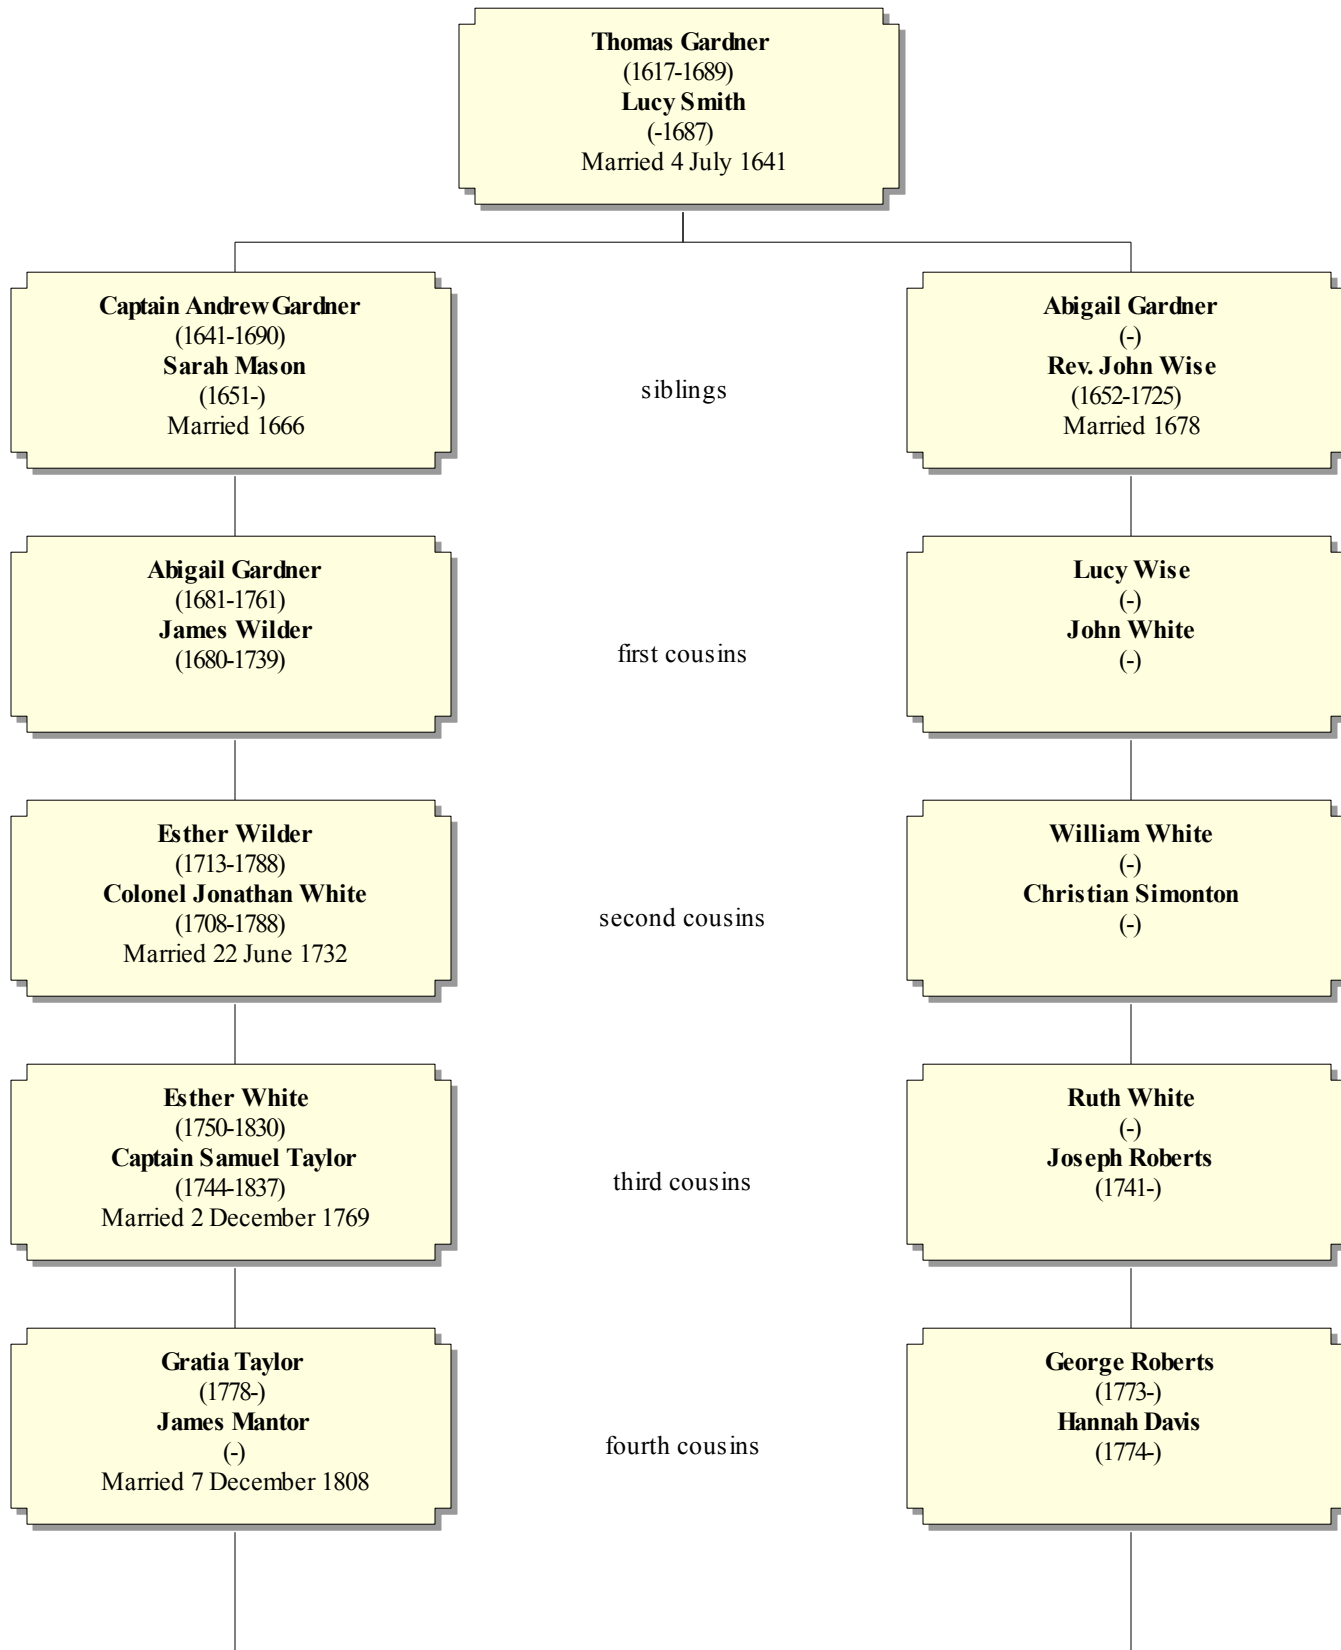 Thomas Gardner
(1617-1689)
Lucy Smith
(-1687)
Married 4 July 1641
Captain Andrew Gardner
(1641-1690)
Sarah Mason
(1651-)
Married 1666
siblings
Abigail Gardner
(-)
Rev. John Wise
(1652-1725)
Married 1678
Abigail Gardner
(1681-1761)
James Wilder
(1680-1739)
first cousins
Lucy Wise
(-)
John White
(-)
Esther Wilder
(1713-1788)
Colonel Jonathan White
(1708-1788)
Married 22 June 1732
second cousins
William White
(-)
Christian Simonton
(-)
Esther White
(1750-1830)
Captain Samuel Taylor
(1744-1837)
Married 2 December 1769
third cousins
Ruth White
(-)
Joseph Roberts
(1741-)
Gratia Taylor
(1778-)
James Mantor
(-)
Married 7 December 1808
fourth cousins
George Roberts
(1773-)
Hannah Davis
(1774-)